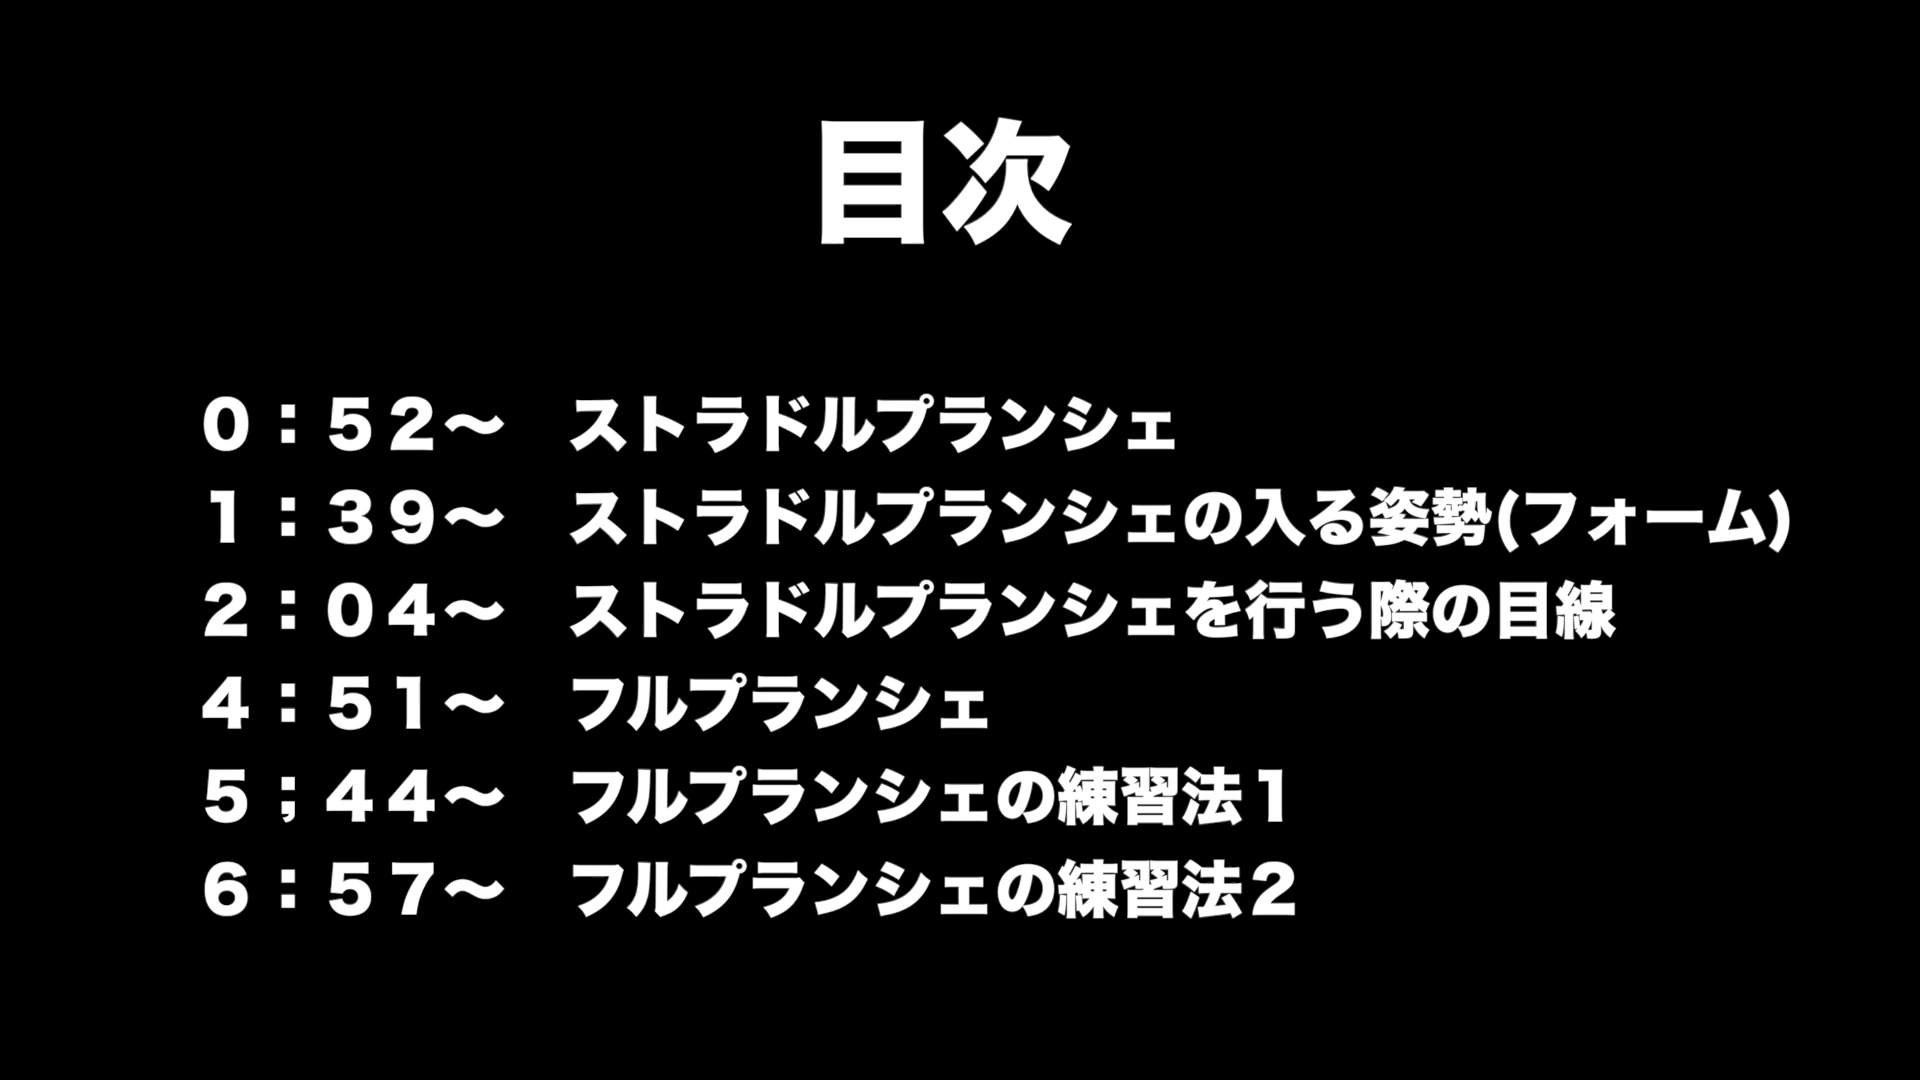 目次
０：５２〜　ストラドルプランシェ
１：３９〜　ストラドルプランシェの入る姿勢(フォーム)
２：０４〜　ストラドルプランシェを行う際の目線
４：５１〜　フルプランシェ
５；４４〜　フルプランシェの練習法１
６：５７〜　フルプランシェの練習法２